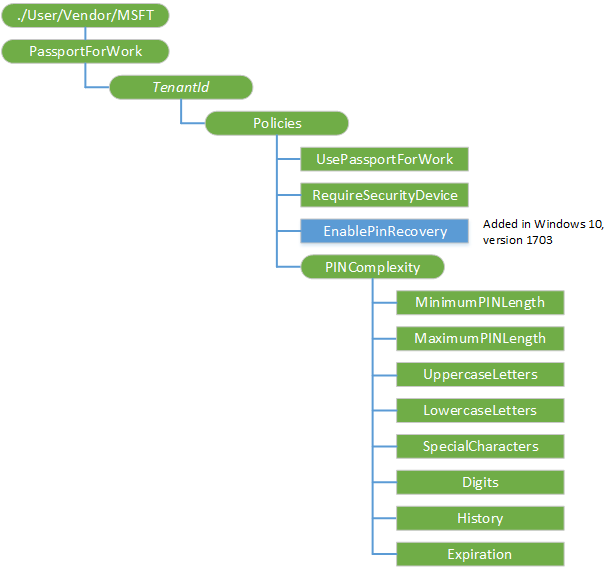 ./User/Vendor/MSFT
PassportForWork
TenantId
Policies
UsePassportForWork
RequireSecurityDevice
EnablePinRecovery
Added in Windows 10,
version 1703
PINComplexity
MinimumPINLength
MaximumPINLength
UppercaseLetters
LowercaseLetters
SpecialCharacters
Digits
History
Expiration